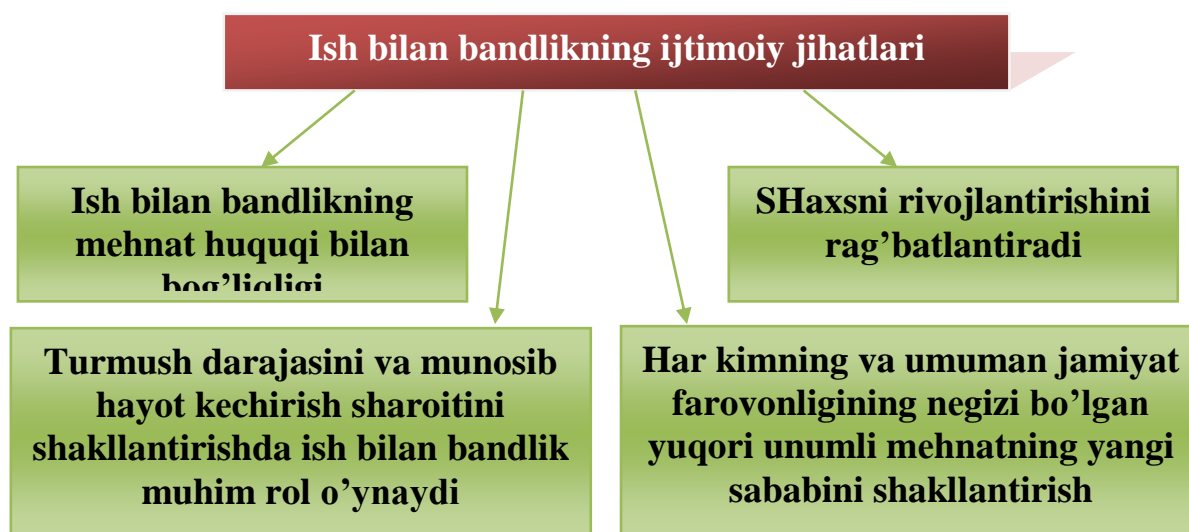 Ish bilan bandlikning ijtimoiy jihatlari
Ish bilan bandlikning
mehnat huquqi bilan
bog’liqligi
SHaxsni rivojlantirishini
rag’batlantiradi
Turmush darajasini va munosib
hayot kechirish sharoitini
shakllantirishda ish bilan bandlik
muhim rol o’ynaydi
Har kimning va umuman jamiyat
farovonligining negizi bo’lgan
yuqori unumli mehnatning yangi
sababini shakllantirish